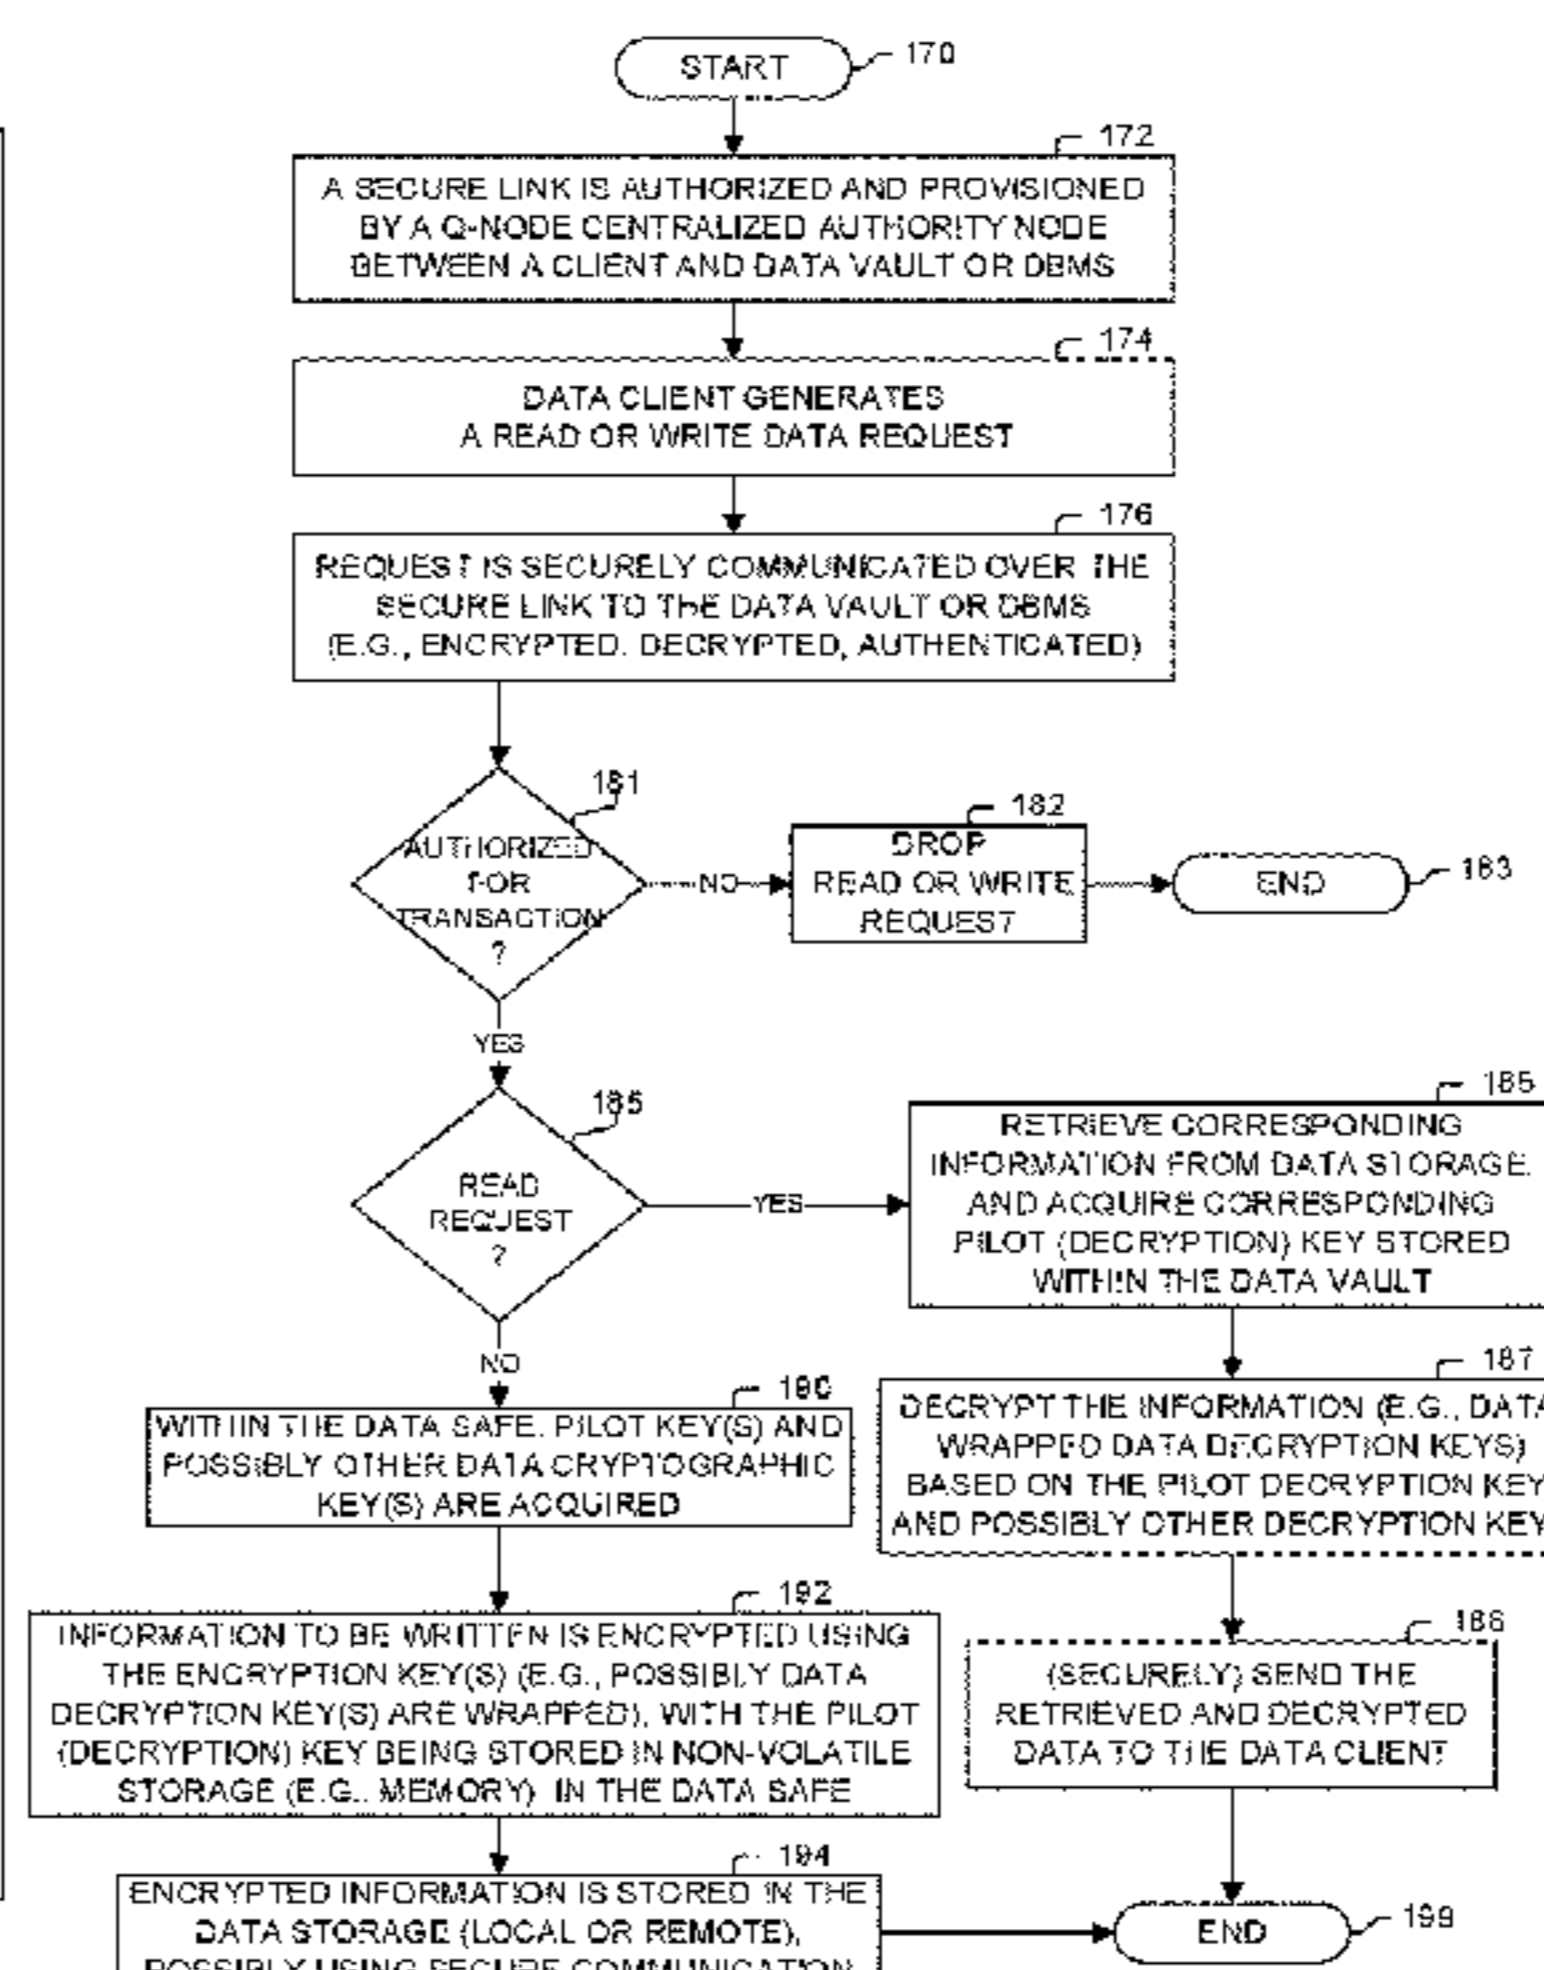 START
170
172
A SECURE LINK IS AUTHORIZED AND PROVISIONED
BY A Q-NODE CENTRALIZED AUTHORITY NODE
BETWEEN A CLIENT AND DATA VAULT OR DBMS
174
DATA CLIENT GENERATES
A READ OR WRITE DATA REQUEST
176
REQUEST IS SECURELY COMMUNICATED OVER THE
SECURE LINK TO THE DATA VAULT OR DBMS
(E.G., ENCRYPTED, DECRYPTED, AUTHENTICATED)
181
AUTHORIZED
FOR
TRANSACTION
?
NO
182
DROP
READ OR WRITE
REQUEST
END
183
YES
185
READ
REQUEST
?
YES
RETRIEVE CORRESPONDING
INFORMATION FROM DATA STORAGE,
AND ACQUIRE CORRESPONDING
PILOT (DECRYPTION) KEY STORED
WITHIN THE DATA VAULT
NO
190
WITHIN THE DATA SAFE, PILOT KEY(S) AND
POSSIBLY OTHER DATA CRYPTOGRAPHIC
KEY(S) ARE ACQUIRED
187
DECRYPT THE INFORMATION (E.G., DATA
WRAPPED DATA DECRYPTION KEYS)
BASED ON THE PILOT DECRYPTION KEY
AND POSSIBLY OTHER DECRYPTION KEY
192
INFORMATION TO BE WRITTEN IS ENCRYPTED USING
THE ENCRYPTION KEY(S) (E.G., POSSIBLY DATA
DECRYPTION KEY(S) ARE WRAPPED), WITH THE PILOT
(DECRYPTION) KEY BEING STORED IN NON-VOLATILE
STORAGE (E.G., MEMORY) IN THE DATA SAFE
(SECURELY) SEND THE
RETRIEVED AND DECRYPTED
DATA TO THE DATA CLIENT
194
ENCRYPTED INFORMATION IS STORED IN THE
DATA STORAGE (LOCAL OR REMOTE),
POSSIBLY USING SECURE COMMUNICATION
END
199